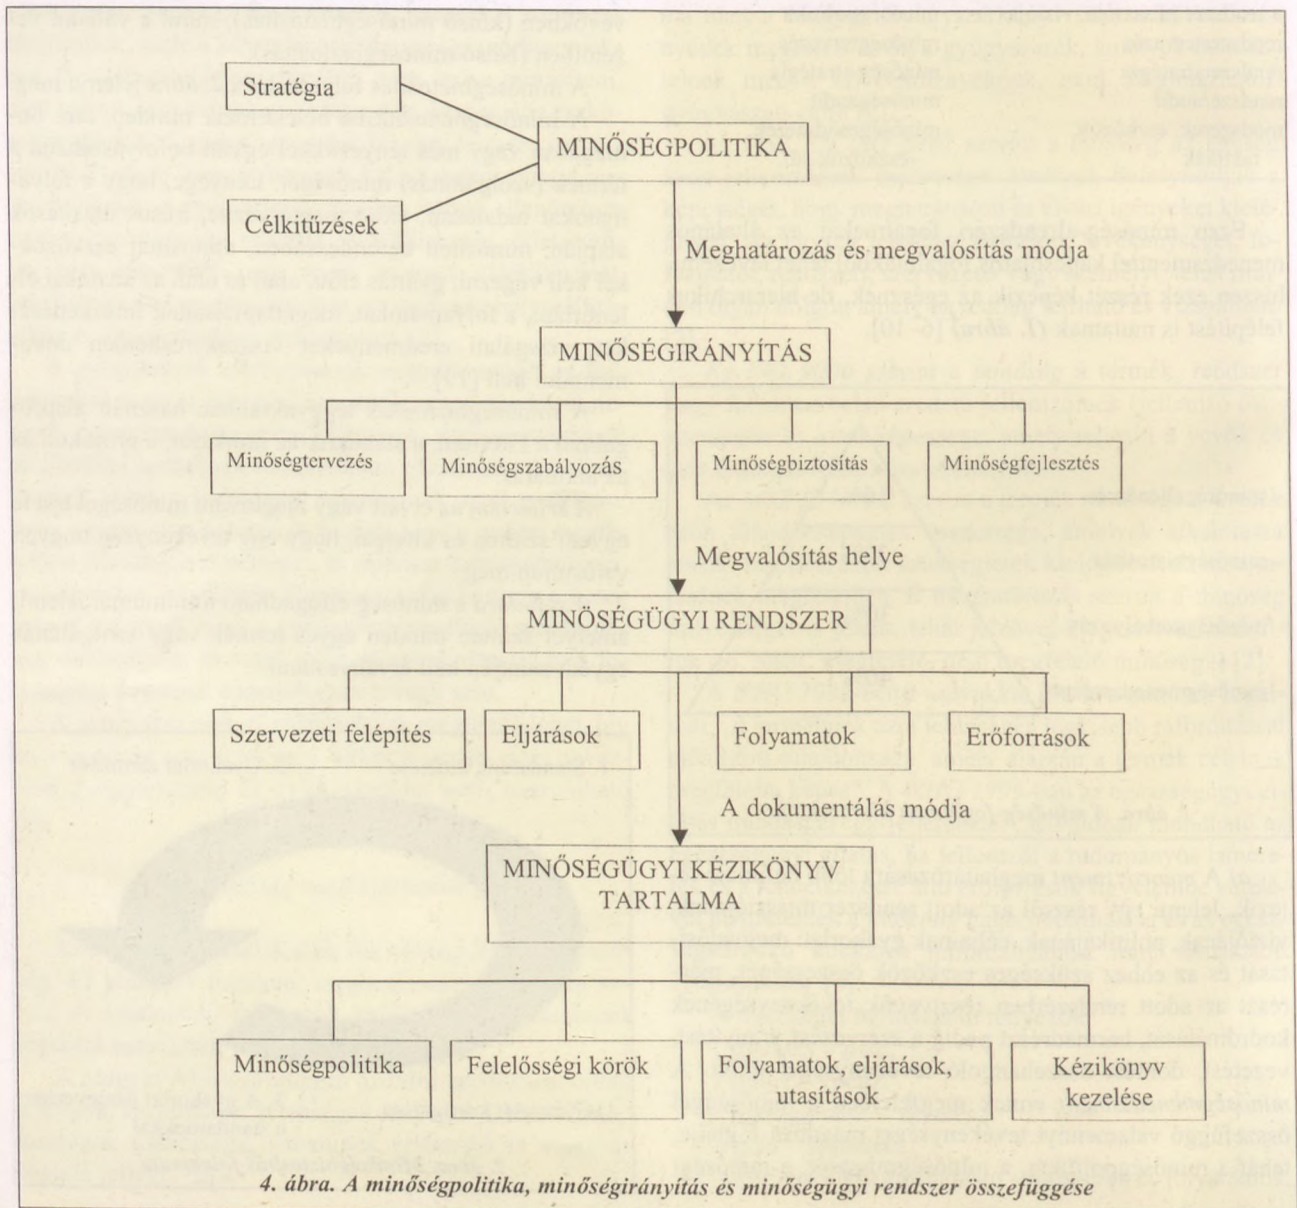 Stratégia
MINŐSÉGPOLITIKA
Célkitűzések
Meghatározás és megvalósítás módja
MINŐSÉGIRÁNYÍTÁS
Minőségtervezés
Minőségszabályozás
Minőségbiztosítás
Minőségfejlesztés
Megvalósítás helye
MINŐSÉGÜGYI RENDSZER
Szervezeti felépítés
Eljárások
Folyamatok
Erőforrások
A dokumentálás módja
MINŐSÉGÜGYI KÉZIKÖNYV
TARTALMA
Minőségpolitika
Felelősségi körök
Folyamatok, eljárások,
utasítások
Kézikönyv
kezelése
4. ábra. A minőségpolitika, minőségirányítás és minőségügyi rendszer összefüggése